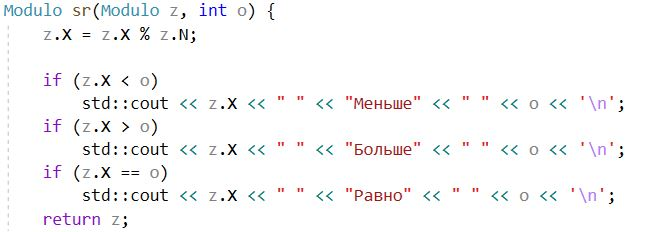 Modulo sr(Modulo z, int o) {
    z.X = z.X % z.N;

    if (z.X < o)
        std::cout << z.X << " " << "Меньше" << " " << o << '\n';
    if (z.X > o)
        std::cout << z.X << " " << "Больше" << " " << o << '\n';
    if (z.X == o)
        std::cout << z.X << " " << "Равно" << " " << o << '\n';
    return z;